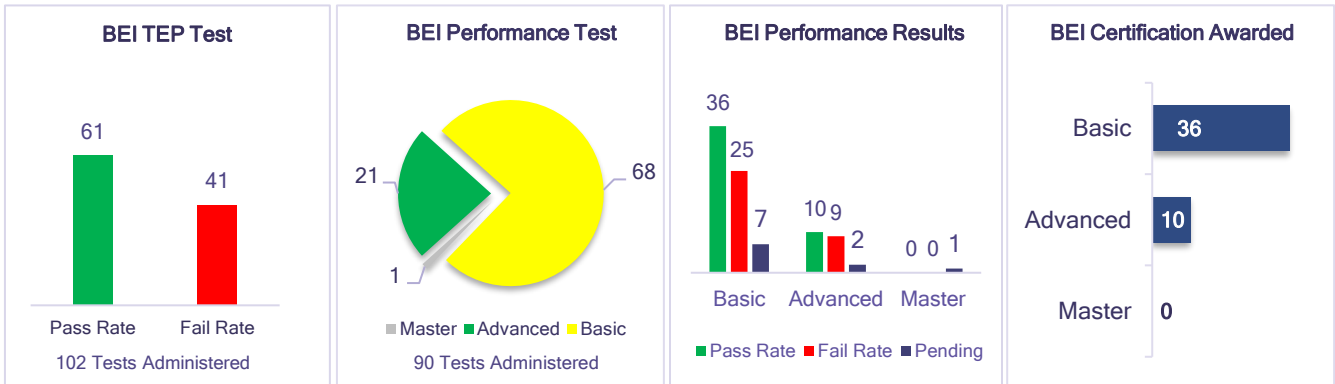 BEI TEP Test
61
41
Pass Rate Fail Rate
102 Tests Administered
BEI Performance Test
21
68
1
Master Advanced Basic
90 Tests Administered
BEI Performance Results
36
25
7
10
9
2
0 0 1
Basic Advanced Master
Pass Rate Fail Rate Pending
BEI Certification Awarded
Basic 36
Advanced 10
Master 0